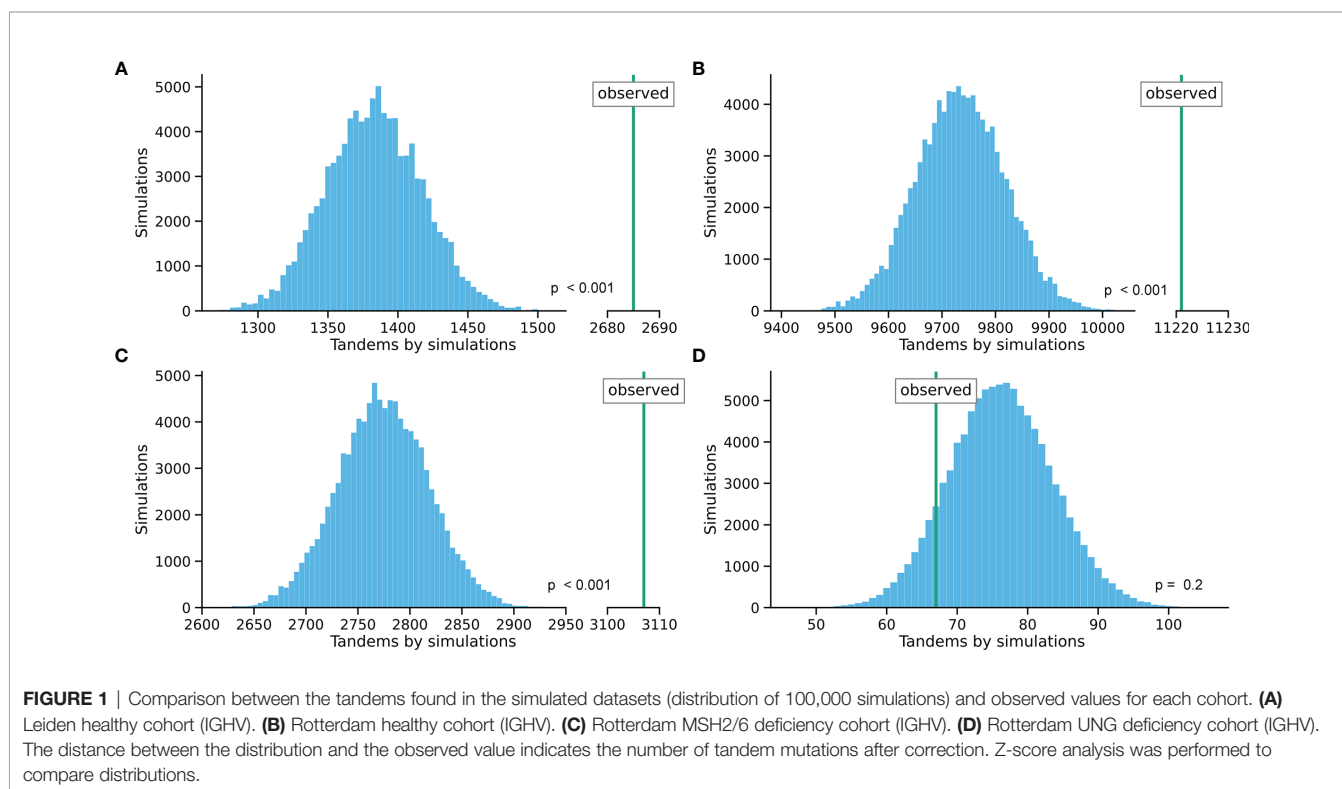 A
5000
4000
3000
2000
1000
0
Simulations
observed
p < 0.001
1300 1350 1400 1450 1500 2680 2690
Tandems by simulations
B
4000
3000
2000
1000
0
Simulations
observed
p < 0.001
9400 9500 9600 9700 9800 9900 10000 11220 11230
Tandems by simulations
C
5000
4000
3000
2000
1000
0
Simulations
observed
p < 0.001
2600 2650 2700 2750 2800 2850 2900 2950 3100 3110
Tandems by simulations
D
5000
4000
3000
2000
1000
0
Simulations
observed
p = 0.2
50 60 70 80 90 100
Tandems by simulations
FIGURE 1 | Comparison between the tandems found in the simulated datasets (distribution of 100,000 simulations) and observed values for each cohort. (A)
Leiden healthy cohort (IGHV). (B) Rotterdam healthy cohort (IGHV). (C) Rotterdam MSH2/6 deficiency cohort (IGHV). (D) Rotterdam UNG deficiency cohort (IGHV).
The distance between the distribution and the observed value indicates the number of tandem mutations after correction. Z-score analysis was performed to
compare distributions.